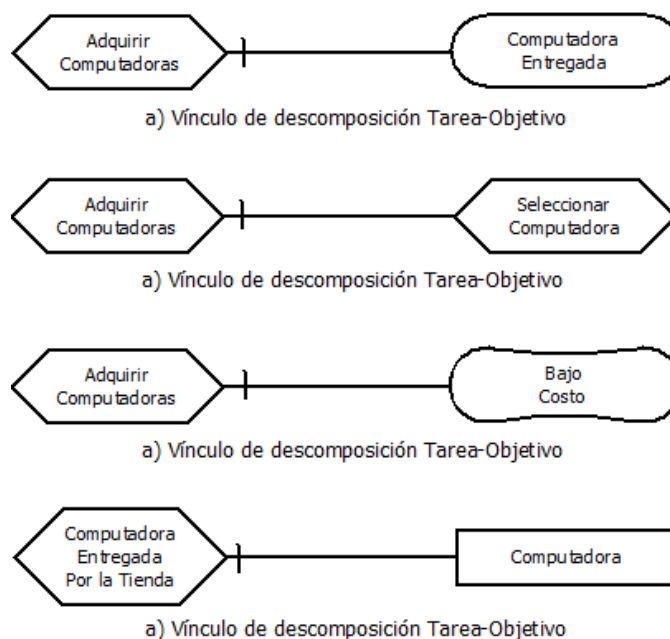 Adquirir
Computadoras
Computadora
Entregada
a) Vínculo de descomposición Tarea-Objetivo
Adquirir
Computadoras
Seleccionar
Computadora
a) Vínculo de descomposición Tarea-Objetivo
Adquirir
Computadoras
Bajo
Costo
a) Vínculo de descomposición Tarea-Objetivo
Computadora
Entregada
Por la Tienda
Computadora
a) Vínculo de descomposición Tarea-Objetivo